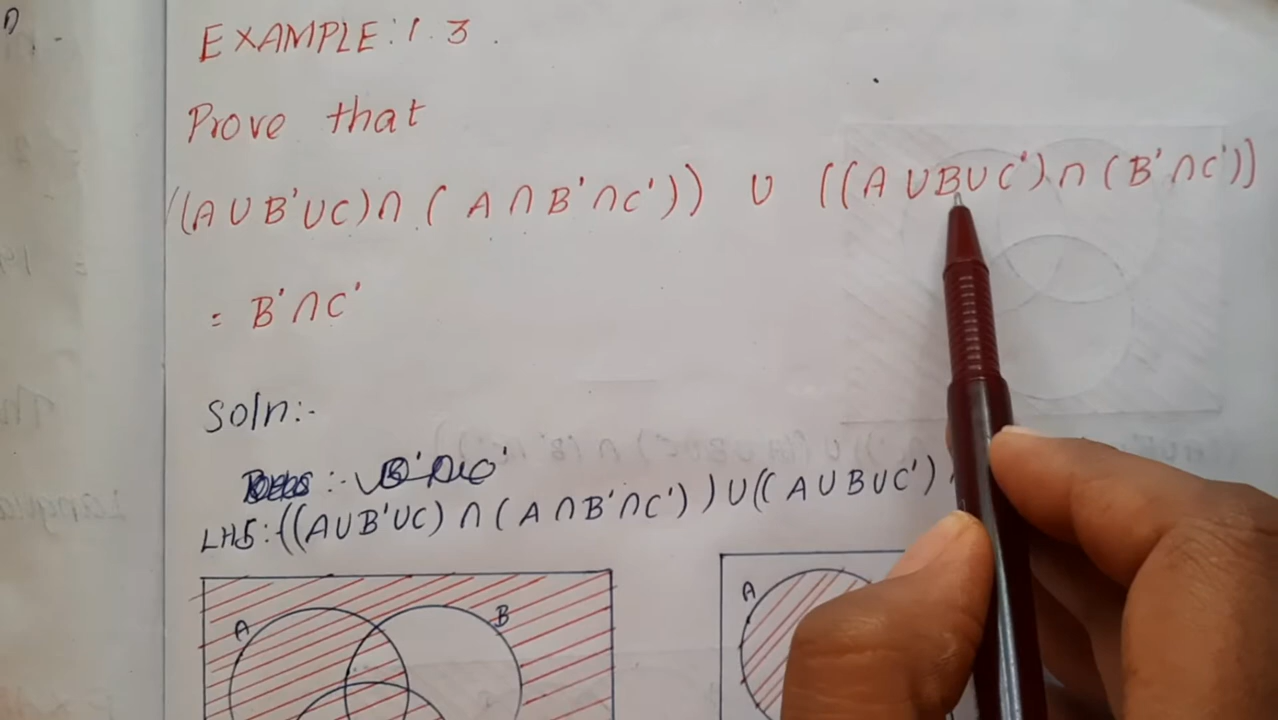 EXAMPLE: 1.3.
Prove that
((A ∪ B' ∪ C) ∩ (A ∩ B' ∩ C')) ∪ ((A ∪ B ∪ C') ∩ (B' ∩ C')]
= B' ∩ C'
Soln:-
LHS: ((A ∪ B' ∪ C) ∩ (A ∩ B' ∩ C')) ∪ ((A ∪ B ∪ C')
A B
A